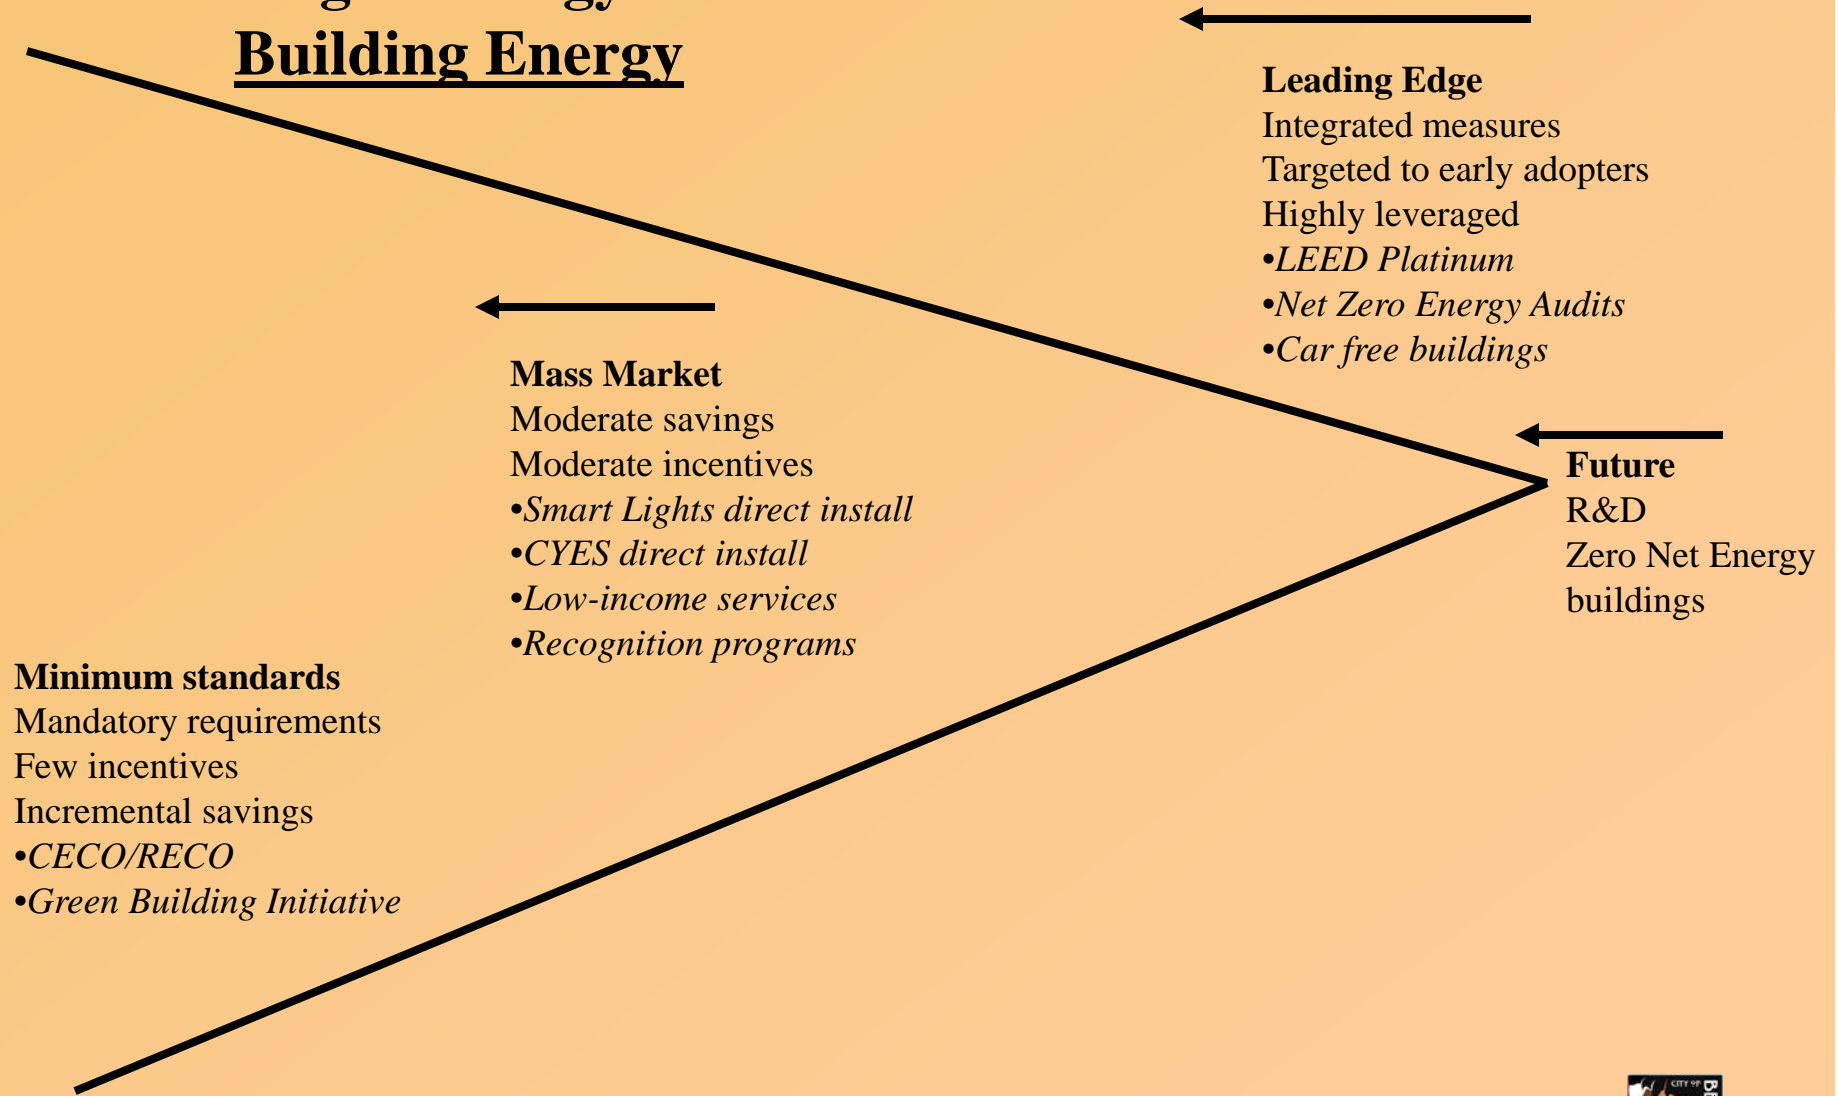 Building Energy
Leading Edge
Integrated measures
Targeted to early adopters
Highly leveraged
•LEED Platinum
•Net Zero Energy Audits
•Car free buildings
Mass Market
Moderate savings
Moderate incentives
•Smart Lights direct install
•CYES direct install
•Low-income services
•Recognition programs
Future
R&D
Zero Net Energy
buildings
Minimum standards
Mandatory requirements
Few incentives
Incremental savings
•CECO/RECO
•Green Building Initiative
CITY OF